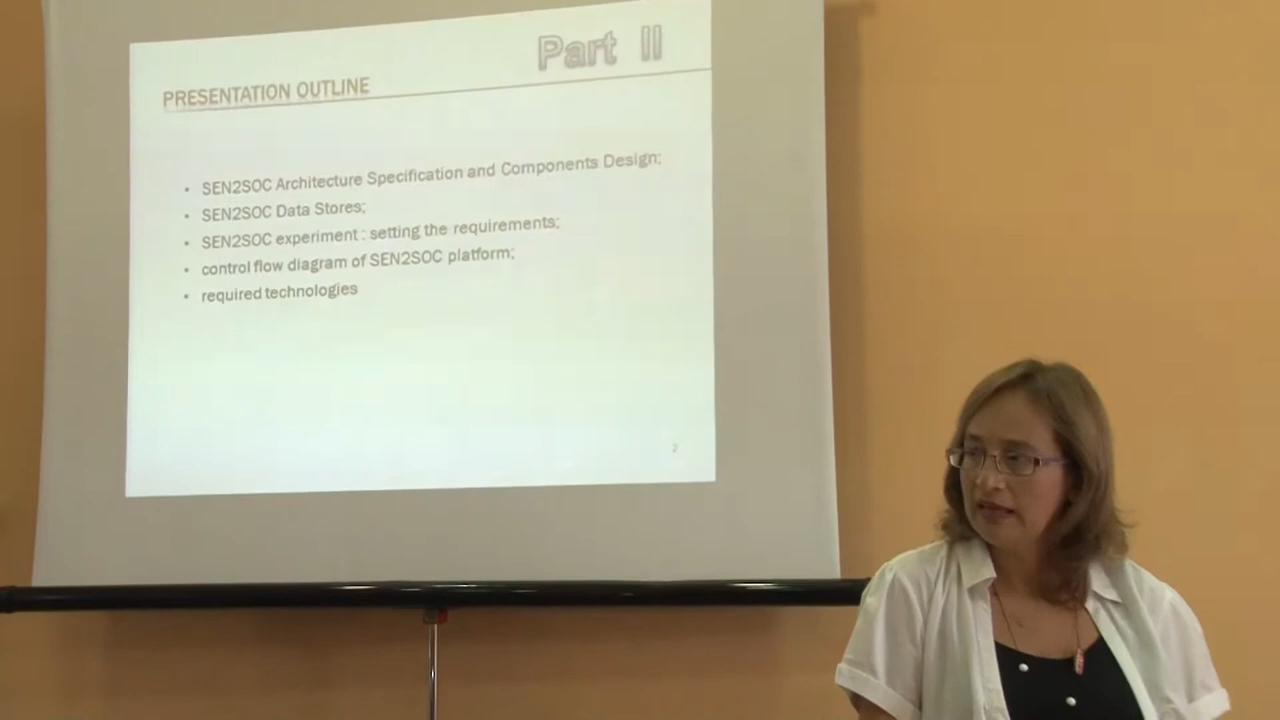 Part II
PRESENTATION OUTLINE
• SEN2SOC Architecture Specification and Components Design;
• SEN2SOC Data Stores;
• SEN2SOC experiment : setting the requirements;
• control flow diagram of SEN2SOC platform;
• required technologies
2